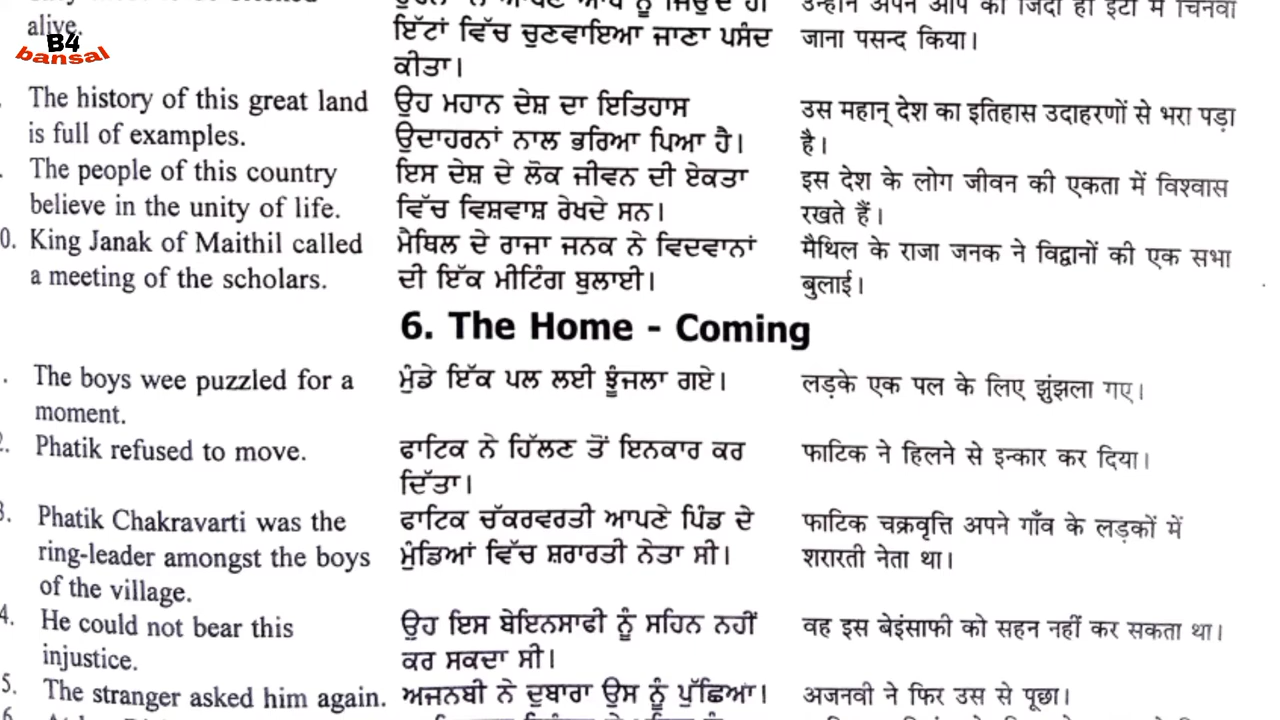 alive.
B4
bansal
ਇੱਟਾਂ ਵਿੱਚ ਚੁਣਵਾਇਆ ਜਾਣਾ ਪਸੰਦ
ਕੀਤਾ।
उन्होंने अपने आप को जिंदा ही इंटों में चिनवा
जाना पसन्द किया।
The history of this great land
is full of examples.
ਉਹ ਮਹਾਨ ਦੇਸ਼ ਦਾ ਇਤਿਹਾਸ
ਉਦਾਹਰਨਾਂ ਨਾਲ ਭਰਿਆ ਪਿਆ ਹੈ।
उस महान् देश का इतिहास उदाहरणों से भरा पड़ा
है।
The people of this country
believe in the unity of life.
ਇਸ ਦੇਸ਼ ਦੇ ਲੋਕ ਜੀਵਨ ਦੀ ਏਕਤਾ
ਵਿੱਚ ਵਿਸ਼ਵਾਸ਼ ਰੇਖਦੇ ਸਨ।
इस देश के लोग जीवन की एकता में विश्वास
रखते हैं।
0. King Janak of Maithil called
a meeting of the scholars.
ਮੈਥਿਲ ਦੇ ਰਾਜਾ ਜਨਕ ਨੇ ਵਿਦਵਾਨਾਂ
ਦੀ ਇੱਕ ਮੀਟਿੰਗ ਬੁਲਾਈ।
मैथिल के राजा जनक ने विद्वानों की एक सभा
बुलाई।
6. The Home - Coming
The boys wee puzzled for a
moment.
ਮੁੰਡੇ ਇੱਕ ਪਲ ਲਈ ਝੂੰਜਲਾ ਗਏ।
लड़के एक पल के लिए झुंझला गए।
2. Phatik refused to move.
ਫਾਟਿਕ ਨੇ ਹਿੱਲਣ ਤੋਂ ਇਨਕਾਰ ਕਰ
ਦਿੱਤਾ।
फाटिक ने हिलने से इन्कार कर दिया।
3. Phatik Chakravarti was the
ring-leader amongst the boys
of the village.
ਫਾਟਿਕ ਚੱਕਰਵਰਤੀ ਆਪਣੇ ਪਿੰਡ ਦੇ
ਮੁੰਡਿਆਂ ਵਿੱਚ ਸ਼ਰਾਰਤੀ ਨੇਤਾ ਸੀ।
फाटिक चक्रवृत्ति अपने गाँव के लड़कों में
शरारती नेता था।
4. He could not bear this
injustice.
ਉਹ ਇਸ ਬੇਇਨਸਾਫੀ ਨੂੰ ਸਹਿਨ ਨਹੀਂ
ਕਰ ਸਕਦਾ ਸੀ।
वह इस बेइंसाफी को सहन नहीं कर सकता था।
5. The stranger asked him again.
ਅਜਨਬੀ ਨੇ ਦੁਬਾਰਾ ਉਸ ਨੂੰ ਪੁੱਛਿਆ।
अजनवी ने फिर उस से पूछा।